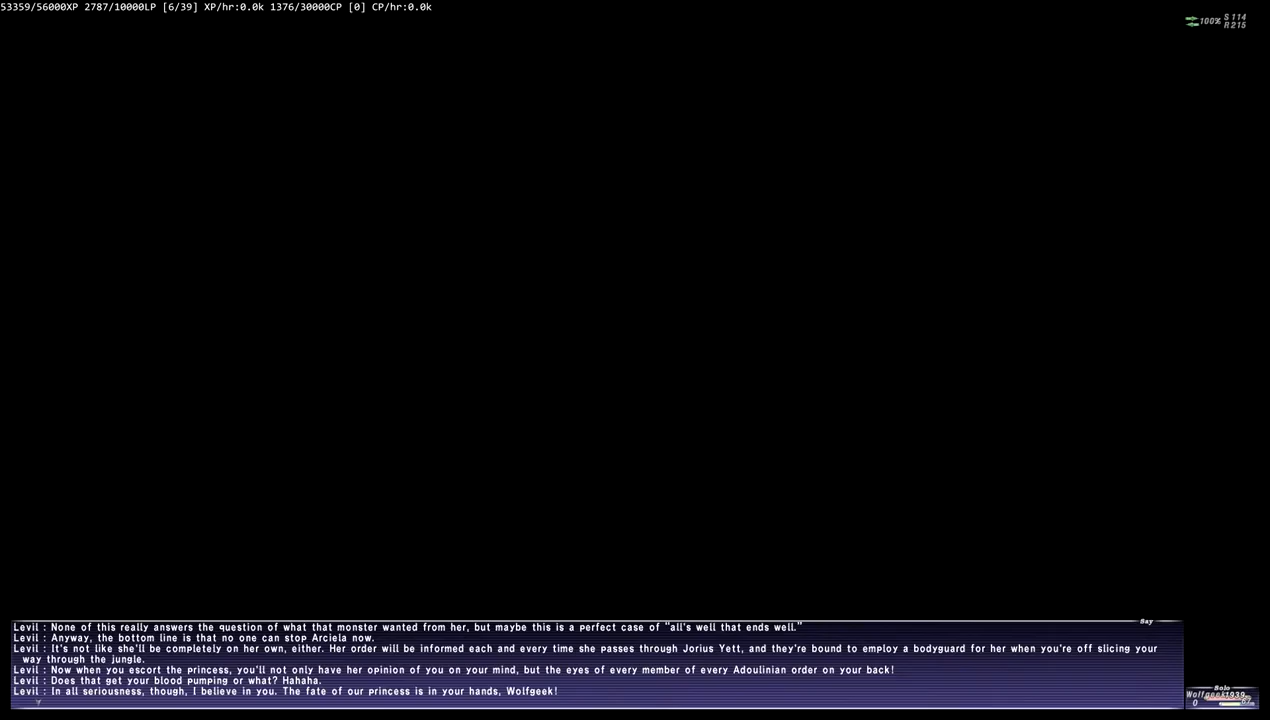 53359/56000XP 2787/10000LP [6/39] XP/hr:0.0k 1376/30000CP [0] CP/hr:0.0k
100% S 114
R 215
Say
Levil : None of this really answers the question of what that monster wanted from her, but maybe this is a perfect case of "all's well that ends well."
Levil : Anyway, the bottom line is that no one can stop Arciela now.
Levil : It's not like she'll be completely on her own, either. Her order will be informed each and every time she passes through Jorius Yett, and they're bound to employ a bodyguard for her when you're off slicing your
way through the jungle.
Levil : Now when you escort the princess, you'll not only have her opinion of you on your mind, but the eyes of every member of every Adoulinian order on your back!
Levil : Does that get your blood pumping or what? Hahaha.
Levil : In all seriousness, though, I believe in you. The fate of our princess is in your hands, Wolfgeek!
Solo
Wolfgeek 1939
0 67